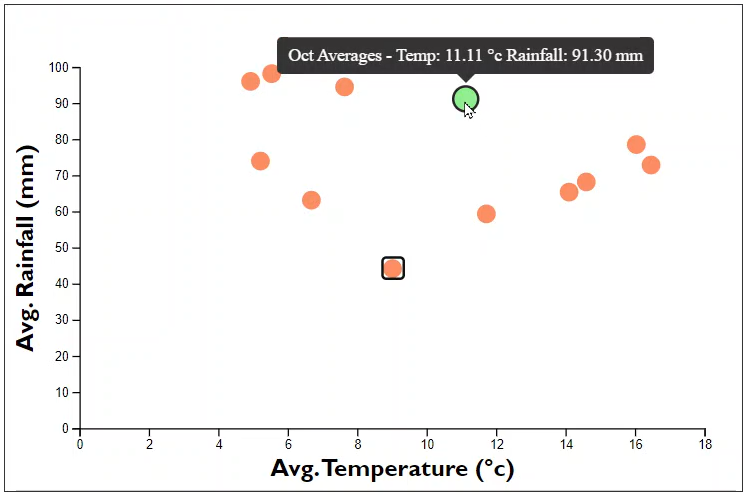 Oct Averages - Temp: 11.11 °c Rainfall: 91.30 mm
100
90
80
70
60
50
40
30
20
10
0
Avg. Rainfall (mm)
0 2 4 6 8 10 12 14 16 18
Avg. Temperature (°c)